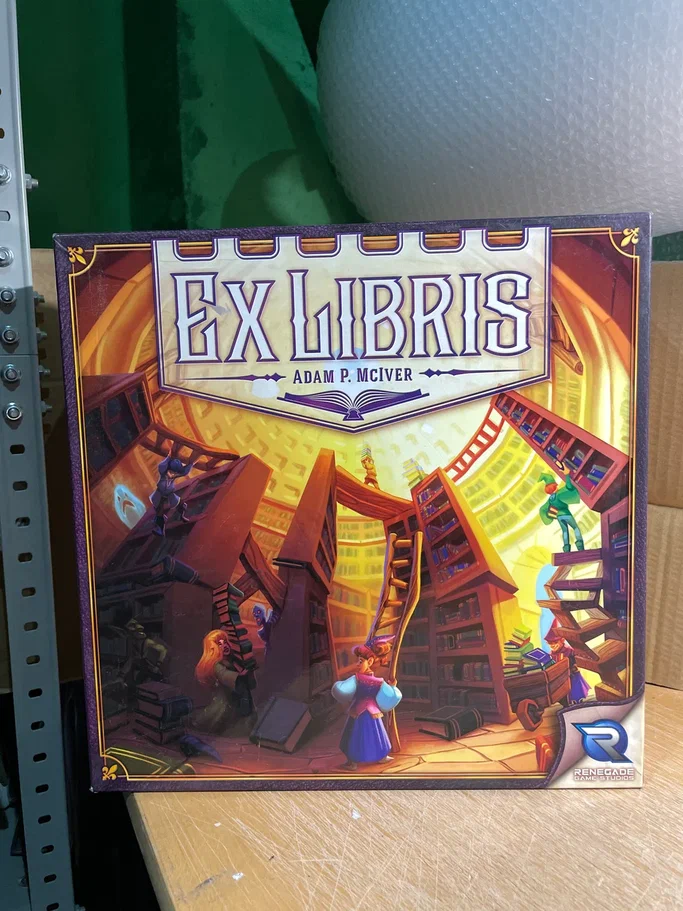 EX LIBRIS
ADAM P. MCIVER
RENEGADE
GAME STUDIOS